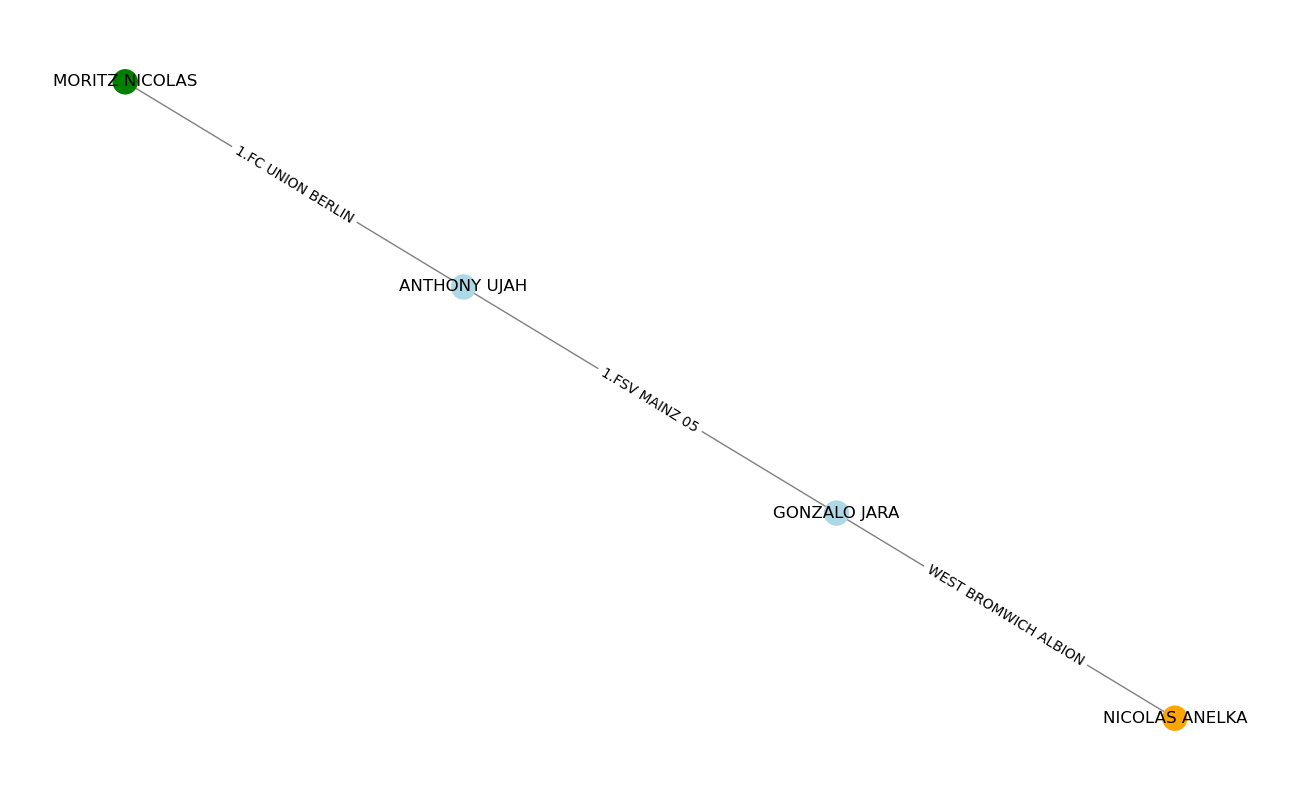 MORITZ NICOLAS
1.FC UNION BERLIN
ANTHONY UJAH
1.FSV MAINZ 05
GONZALO JARA
WEST BROMWICH ALBION
NICOLAS ANELKA